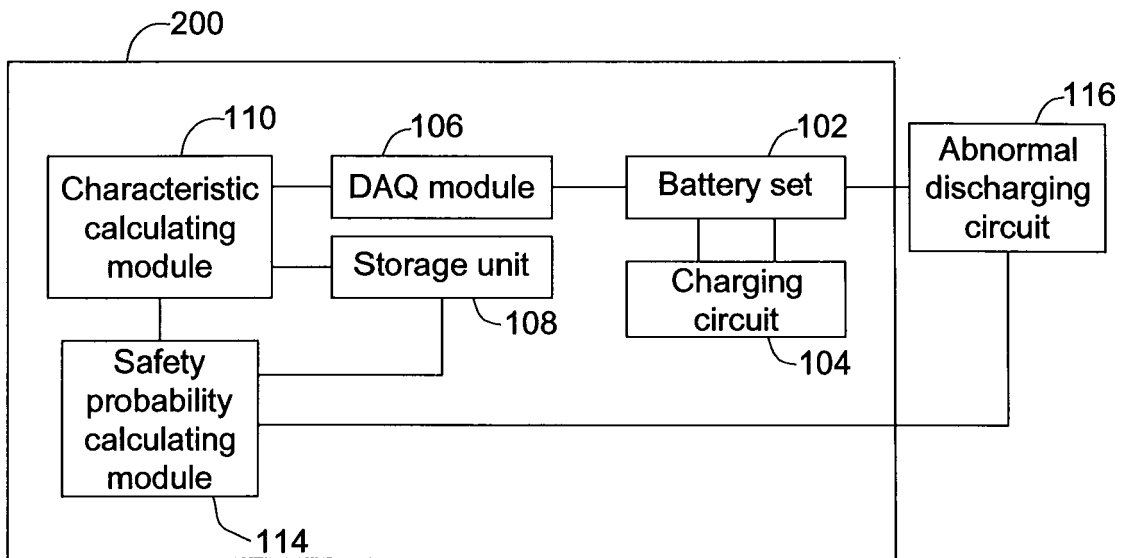 200
110
106
102
116
Characteristic
calculating
module
DAQ module
Battery set
Abnormal
discharging
circuit
Storage unit
108
Charging
circuit
104
Safety
probability
calculating
module
114